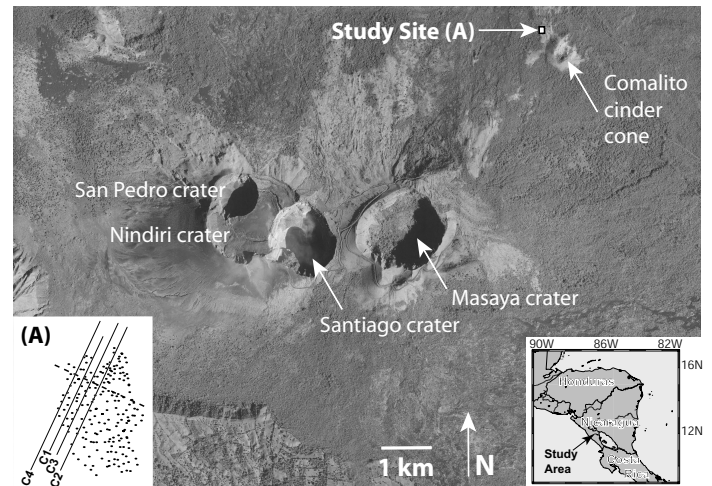 Study Site (A)
Comalito
cinder
cone
San Pedro crater
Nindiri crater
Masaya crater
Santiago crater
(A)
C4
C1
C3
C2
1 km
N
90W
86W
82W
16N
12N
Honduras
Nicaragua
Study
Area
Costa
Rica